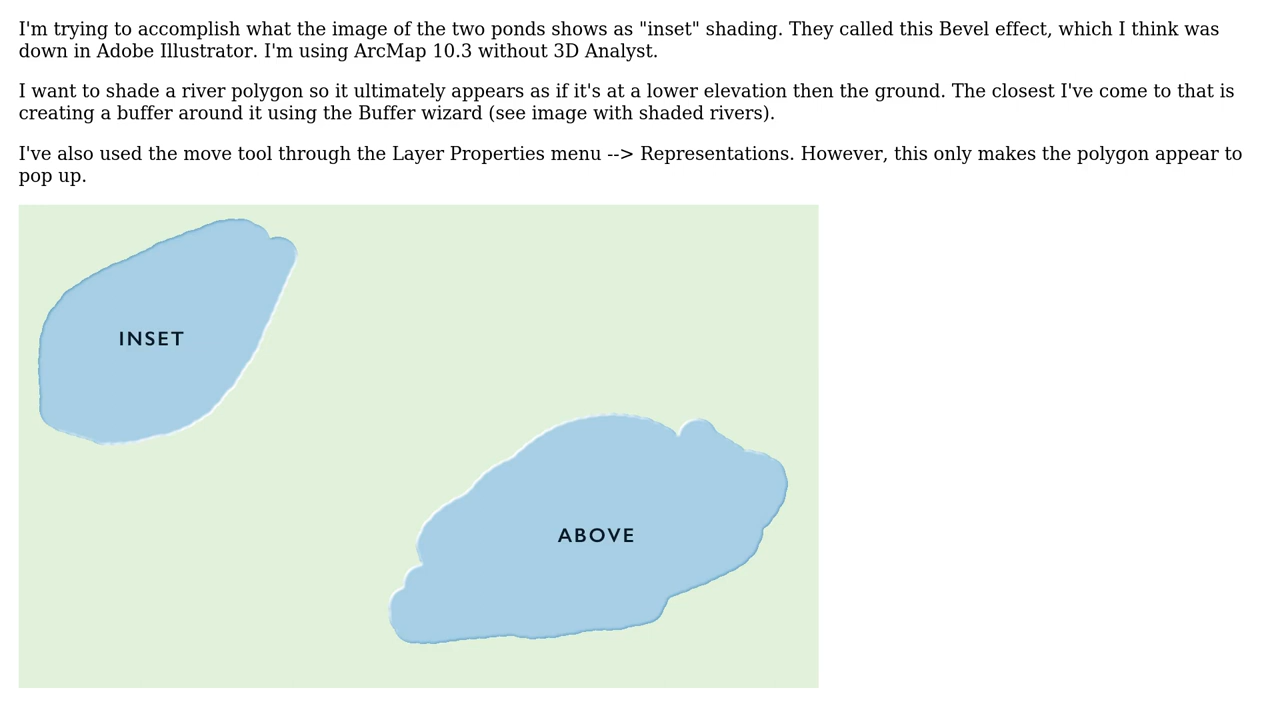 I'm trying to accomplish what the image of the two ponds shows as "inset" shading. They called this Bevel effect, which I think was
down in Adobe Illustrator. I'm using ArcMap 10.3 without 3D Analyst.
I want to shade a river polygon so it ultimately appears as if it's at a lower elevation then the ground. The closest I've come to that is
creating a buffer around it using the Buffer wizard (see image with shaded rivers).
I've also used the move tool through the Layer Properties menu --> Representations. However, this only makes the polygon appear to
pop up.
INSET
ABOVE